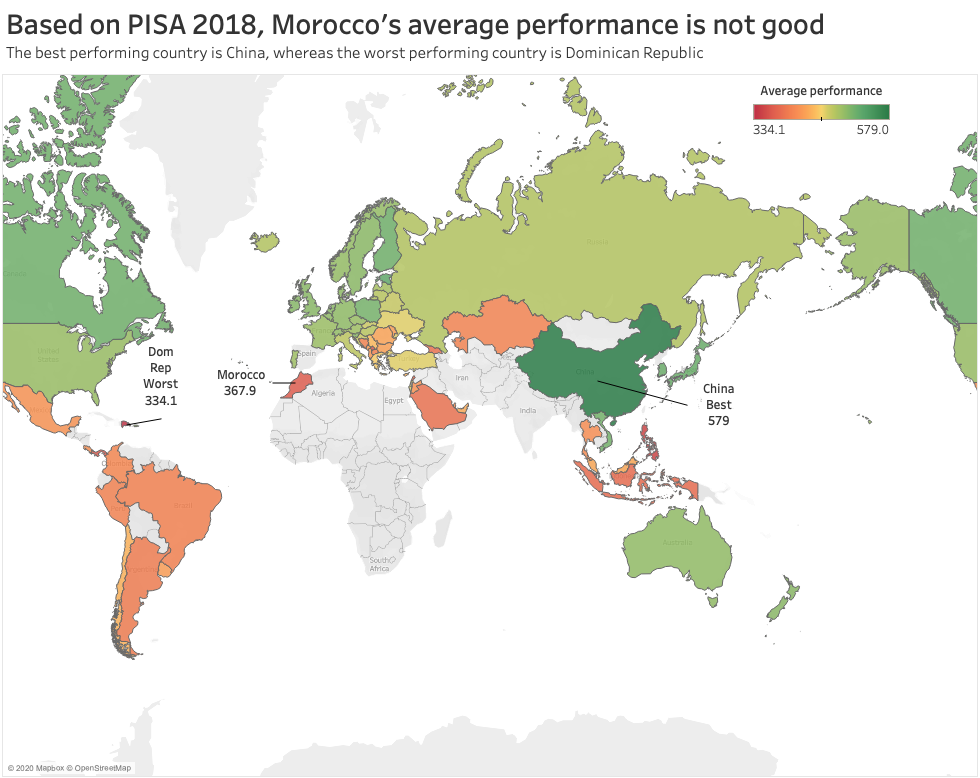 Based on PISA 2018, Morocco's average performance is not good
The best performing country is China, whereas the worst performing country is Dominican Republic
Average performance
334.1
579.0
Dom
Rep
Worst
334.1
Morocco
367.9
China
Best
579
Russia
Canada
United
States
Spain
Algeria
Egypt
Iran
India
China
Brazil
South
Africa
Australia
© 2020 Mapbox © OpenStreetMap